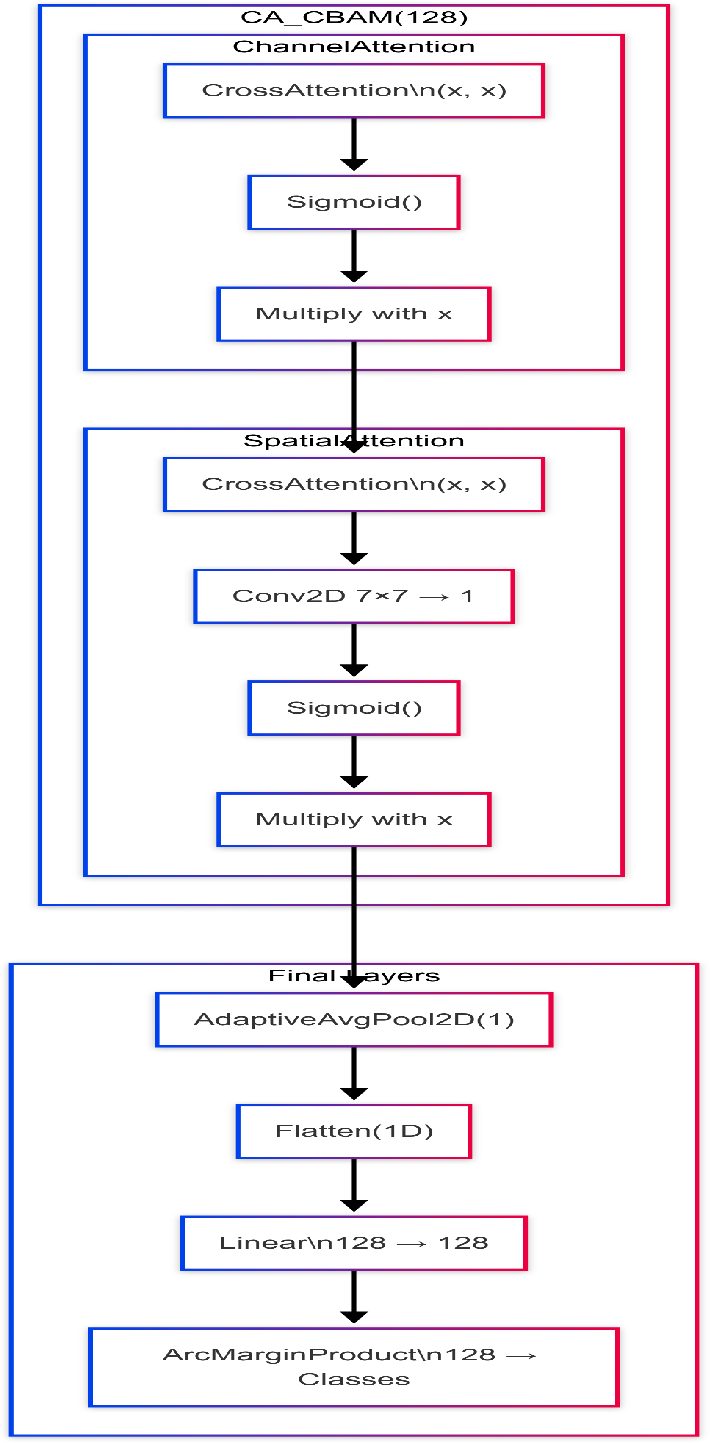 CA_CBAM(128)
ChannelAttention
CrossAttention\n(x, x)
Sigmoid()
Multiply with x
SpatialAttention
CrossAttention\n(x, x)
Conv2D 7×7 → 1
Sigmoid()
Multiply with x
Final Layers
AdaptiveAvgPool2D(1)
Flatten(1D)
Linear\n128 → 128
ArcMarginProduct\n128 →
Classes